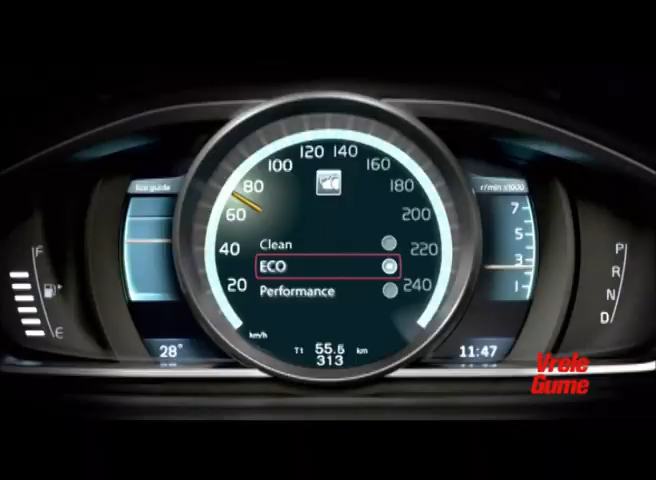 120 140
100 160
80 180
60 200
40 220
20 240
Eco guide
r/min x1000
7
5
3
1
Clean
ECO
Performance
F
E
P
R
N
D
km/h
T1 55.5 km
313
28°
11:47
Vrele
Gume